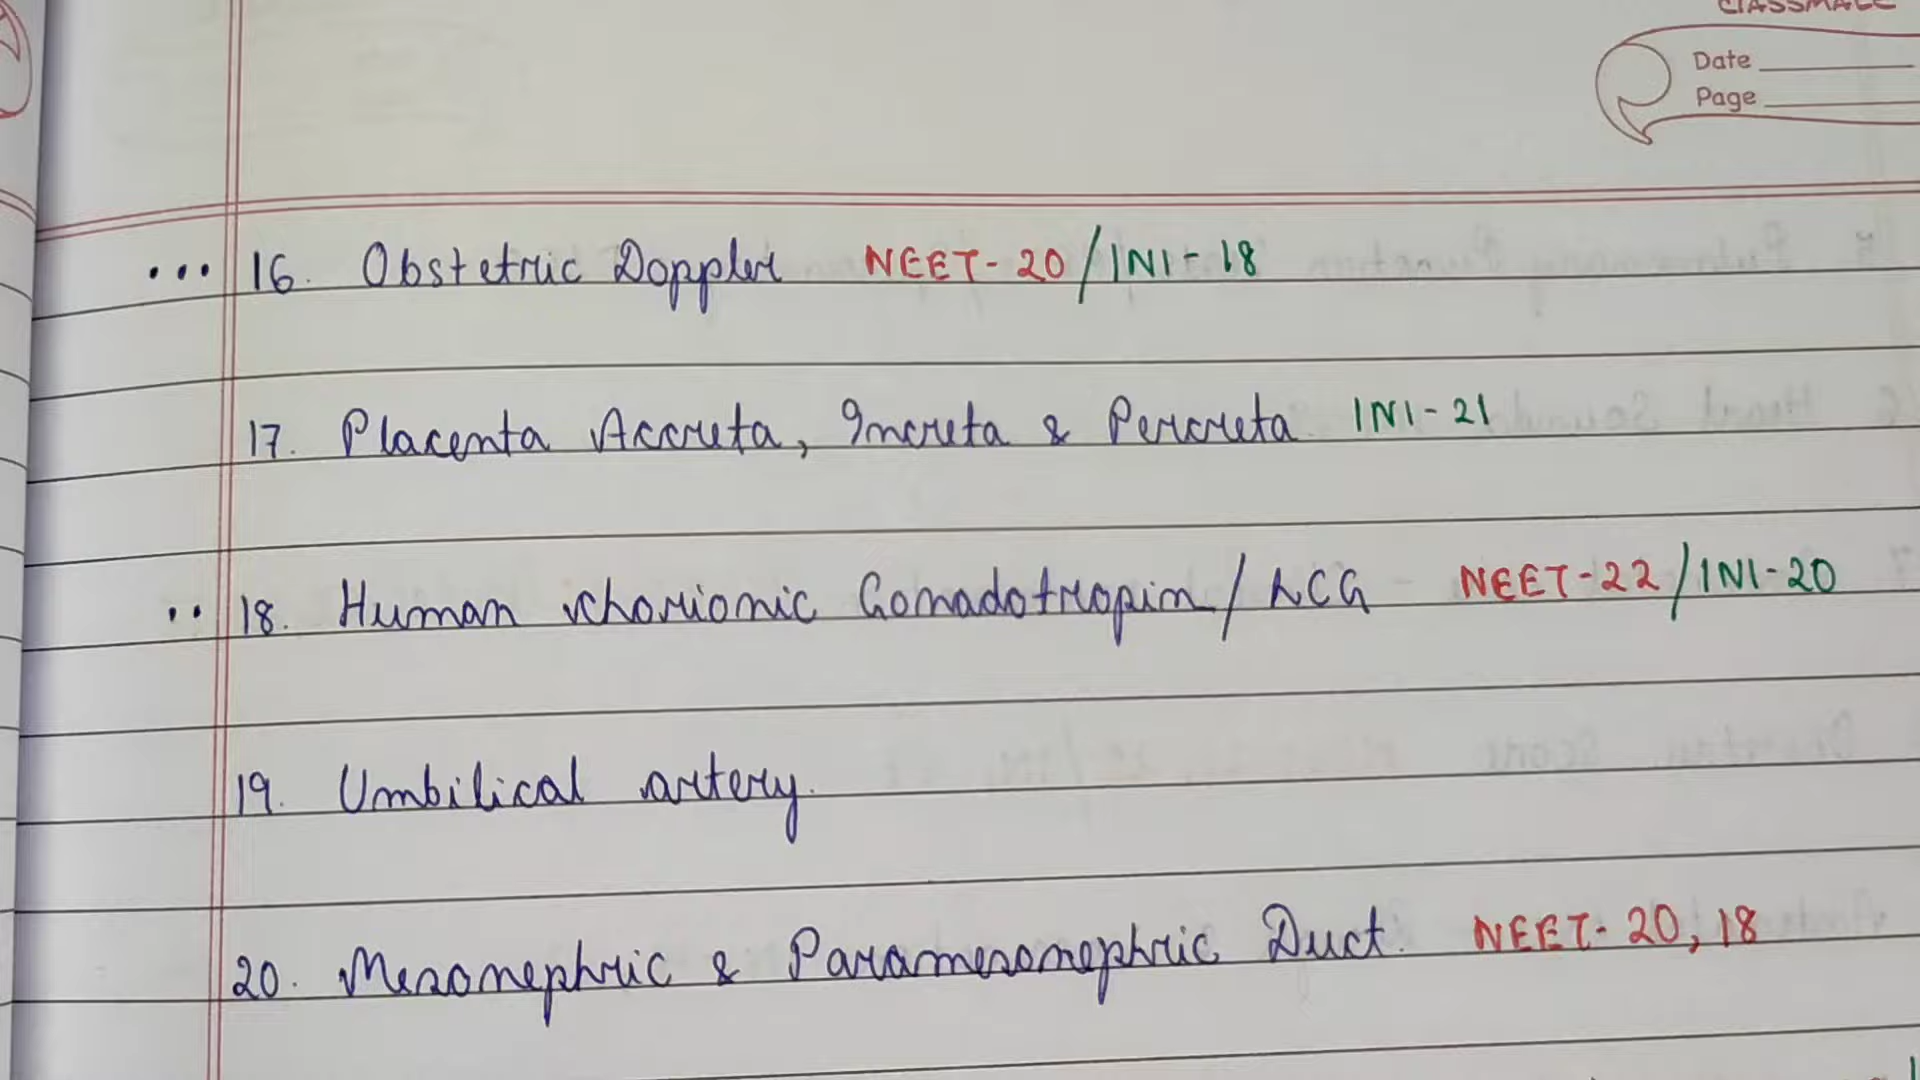 classmate
Date
Page
... 16. Obstetric Doppler NEET-20/INI-18
17. Placenta Accreta, Increta & Percreta INI-21
.. 18. Human chorionic Gonadotropin/hCG NEET-22/INI-20
19. Umbilical artery.
20. Mesonephric & Paramesonephric Duct. NEET-20,18